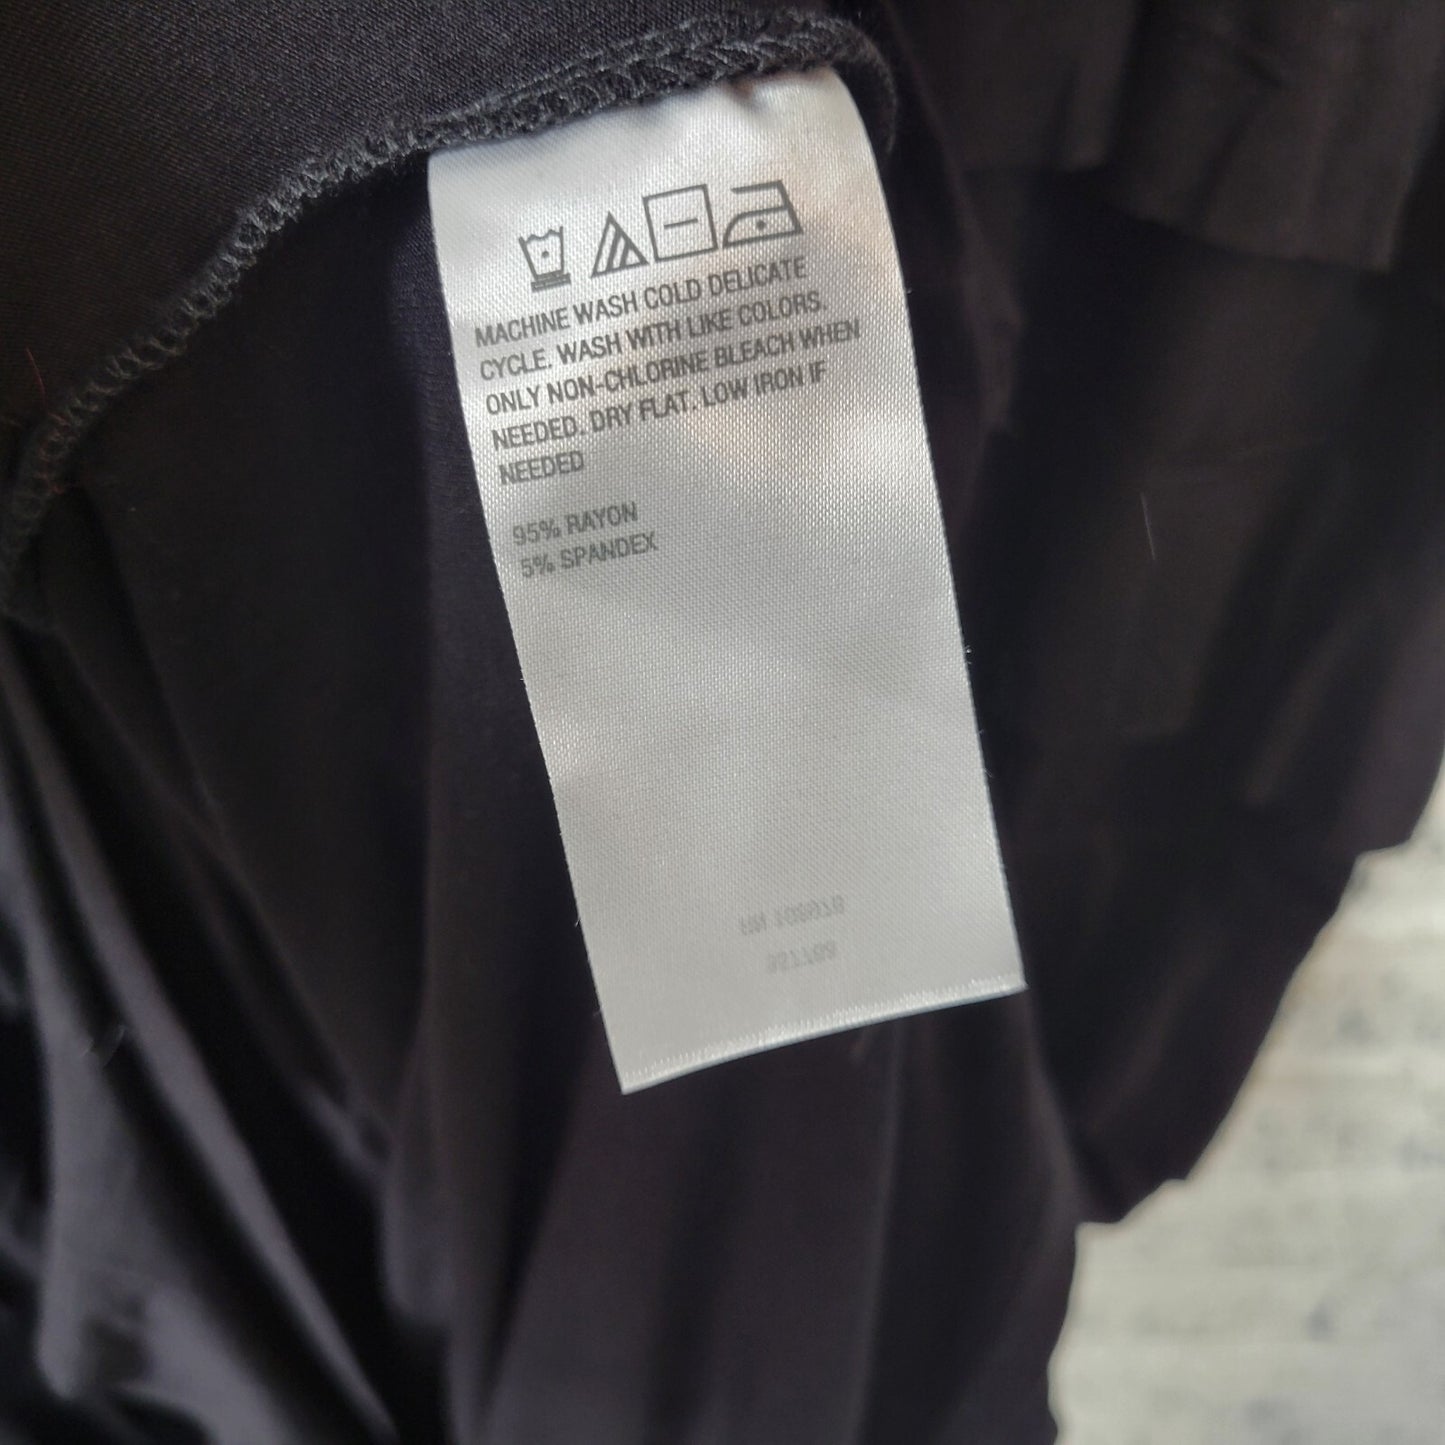 MACHINE WASH COLD DELICATE
CYCLE. WASH WITH LIKE COLORS.
ONLY NON-CHLORINE BLEACH WHEN
NEEDED. DRY FLAT. LOW IRON IF
NEEDED
95% RAYON
5% SPANDEX